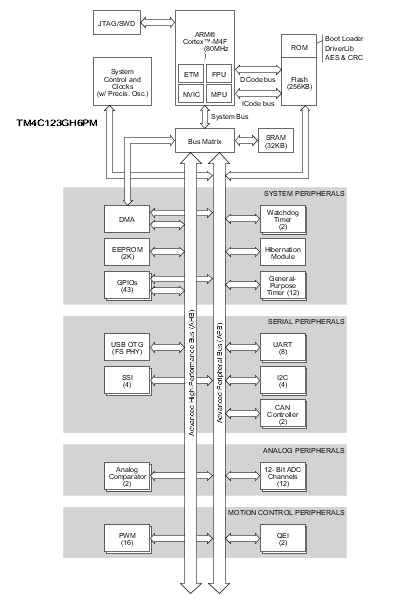 JTAG/SWD
ARM®
Cortex™-M4F
(80MHz
)
ETM
FPU
NVIC
MPU
DCode bus
ICode bus
System Bus
ROM
Boot Loader
DriverLib
AES & CRC
Flash
(256KB)
System
Control and
Clocks
(w/ Precis. Osc.)
TM4C123GH6PM
Bus Matrix
SRAM
(32KB)
SYSTEM PERIPHERALS
DMA
Watchdog
Timer
(2)
EEPROM
(2K)
Hibernation
Module
GPIOs
(43)
General-
Purpose
Timer (12)
Advanced High-Performance Bus (AHB)
Advanced Peripheral Bus (APB)
SERIAL PERIPHERALS
USB OTG
(FS PHY)
UART
(8)
SSI
(4)
I2C
(4)
CAN
Controller
(2)
ANALOG PERIPHERALS
Analog
Comparator
(2)
12- Bit ADC
Channels
(12)
MOTION CONTROL PERIPHERALS
PWM
(16)
QEI
(2)